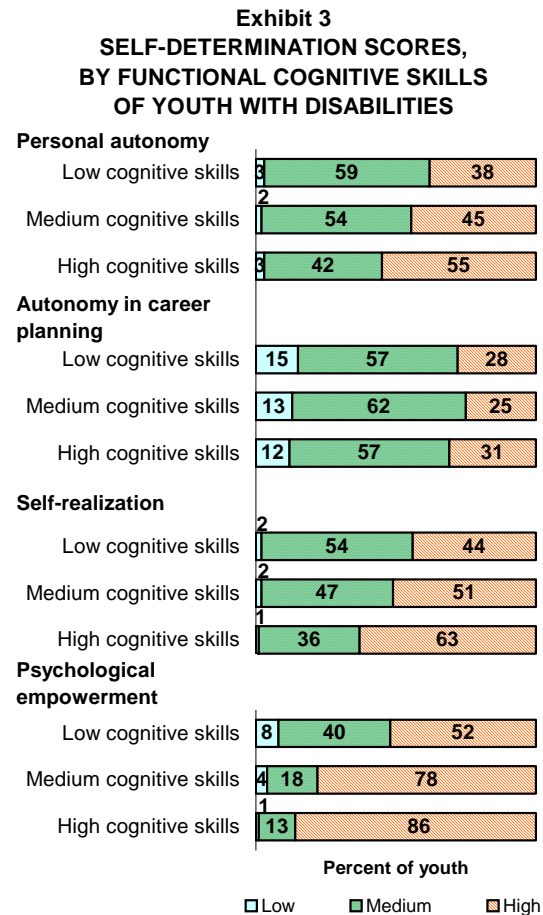 Exhibit 3
SELF-DETERMINATION SCORES,
BY FUNCTIONAL COGNITIVE SKILLS
OF YOUTH WITH DISABILITIES
Personal autonomy
Low cognitive skills 3 59 38
2
Medium cognitive skills 54 45
High cognitive skills 3 42 55
Autonomy in career
planning
Low cognitive skills 15 57 28
Medium cognitive skills 13 62 25
High cognitive skills 12 57 31
Self-realization
2
Low cognitive skills 54 44
2
Medium cognitive skills 47 51
1
High cognitive skills 36 63
Psychological
empowerment
Low cognitive skills 8 40 52
Medium cognitive skills 4 18 78
1
High cognitive skills 13 86
Percent of youth
Low Medium High